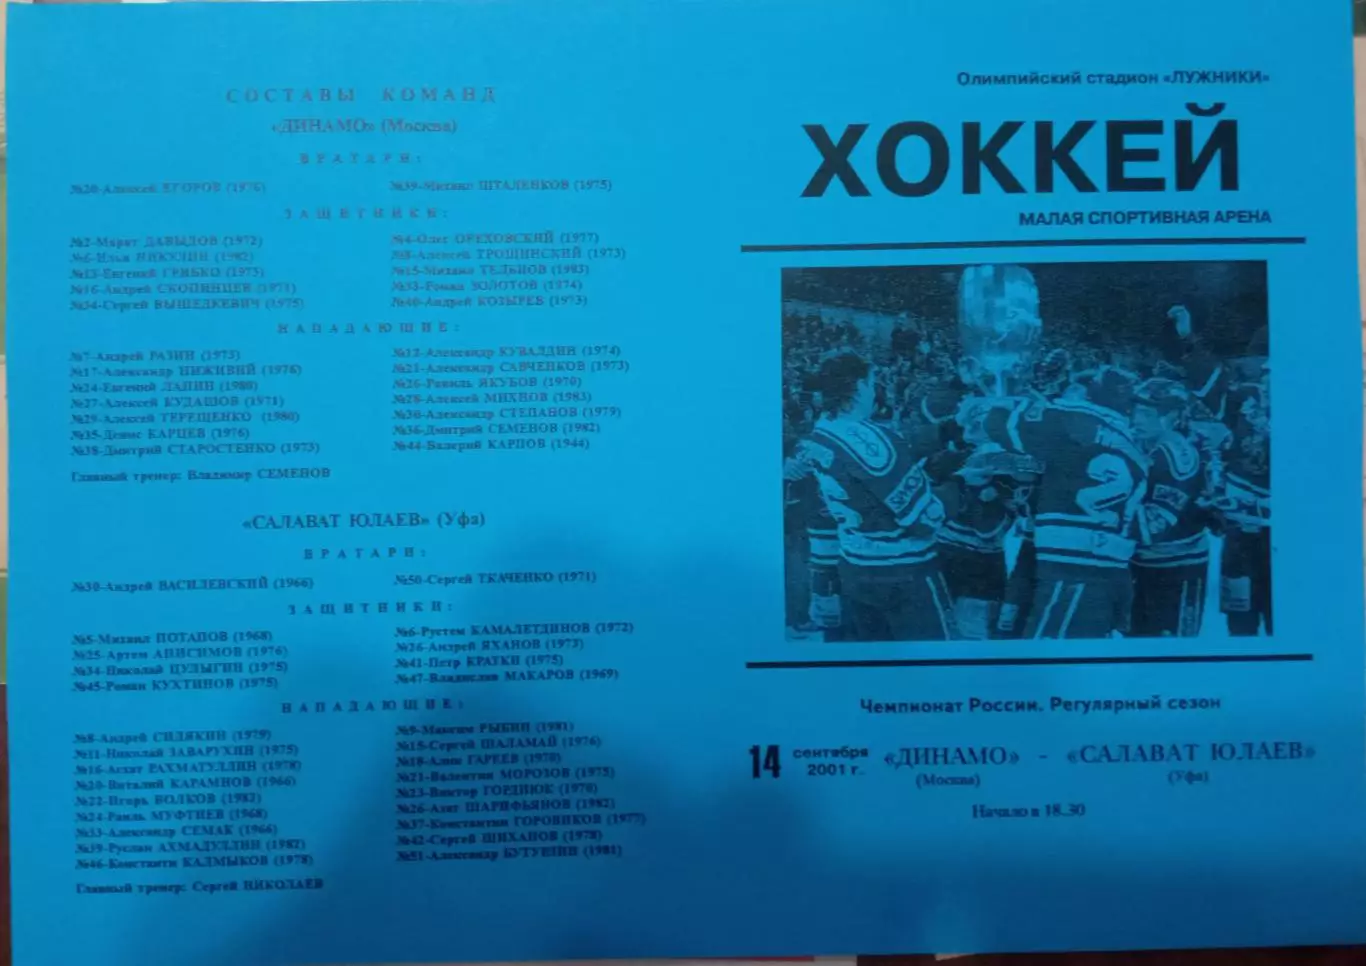 СОСТАВЫ КОМАНД
«ДИНАМО» (Москва)
ВРАТАРИ:
№20-Алексей ЕГОРОВ (1976)
№39-Михаил ШТАЛЕНКОВ (1975)
ЗАЩИТНИКИ:
№2-Марат ДАВЫДОВ (1972)
№4-Олег ОРЕХОВСКИЙ (1977)
№6-Илья НИКУЛИН (1982)
№8-Алексей ТРОЩИНСКИЙ (1973)
№13-Евгений ГРИБКО (1975)
№15-Михаил ТЕЛЬНОВ (1983)
№16-Андрей СКОПИНЦЕВ (1971)
№33-Роман ЗОЛОТОВ (1974)
№34-Сергей ВЫШЕДКЕВИЧ (1975)
№40-Андрей КОЗЫРЕВ (1973)
НАПАДАЮЩИЕ:
№7-Андрей РАЗИН (1973)
№12-Александр КУВАЛДИН (1974)
№17-Александр НИЖИВИЙ (1976)
№21-Александр САВЧЕНКОВ (1973)
№24-Евгений ЛАПИН (1980)
№26-Равиль ЯКУБОВ (1970)
№27-Алексей КУДАШОВ (1971)
№28-Алексей МИХНОВ (1983)
№29-Алексей ТЕРЕЩЕНКО (1980)
№30-Александр СТЕПАНОВ (1979)
№35-Денис КАРЦЕВ (1976)
№36-Дмитрий СЕМЕНОВ (1982)
№38-Дмитрий СТАРОСТЕНКО (1973)
№44-Валерий КАРПОВ (1944)
Главный тренер: Владимир СЕМЕНОВ
«САЛАВАТ ЮЛАЕВ» (Уфа)
ВРАТАРИ:
№30-Андрей ВАСИЛЕВСКИЙ (1966)
№50-Сергей ТКАЧЕНКО (1971)
ЗАЩИТНИКИ:
№5-Михаил ПОТАПОВ (1968)
№6-Рустем КАМАЛЕТДИНОВ (1972)
№25-Артем АНИСИМОВ (1976)
№26-Андрей ЯХАНОВ (1973)
№34-Николай ЦУЛЫГИН (1975)
№41-Петр КРАТКИ (1975)
№45-Роман КУХТИНОВ (1975)
№47-Владислав МАКАРОВ (1969)
НАПАДАЮЩИЕ:
№8-Андрей СИДЯКИН (1979)
№9-Максим РЫБИН (1981)
№11-Николай ЗАВАРУХИН (1975)
№15-Сергей ШАЛАМАЙ (1976)
№16-Асхат РАХМАТУЛЛИН (1978)
№18-Алик ГАРЕЕВ (1970)
№20-Виталий КАРАМНОВ (1966)
№21-Валентин МОРОЗОВ (1975)
№22-Игорь ВОЛКОВ (1983)
№23-Виктор ГОРДИЮК (1970)
№24-Раиль МУФТИЕВ (1968)
№26-Азат ШАРИФЬЯНОВ (1982)
№33-Александр СЕМАК (1966)
№37-Константин ГОРОВИКОВ (1977)
№39-Руслан АХМАДУЛЛИН (1982)
№42-Сергей ШИХАНОВ (1978)
№46-Константи КАЛМЫКОВ (1978)
№51-Александр БУТУЗИН (1981)
Главный тренер: Сергей НИКОЛАЕВ
Олимпийский стадион «ЛУЖНИКИ»
ХОККЕЙ
МАЛАЯ СПОРТИВНАЯ АРЕНА
Чемпионат России. Регулярный сезон
14 сентября 2001 г. «ДИНАМО» - «САЛАВАТ ЮЛАЕВ»
(Москва) (Уфа)
Начало в 18.30